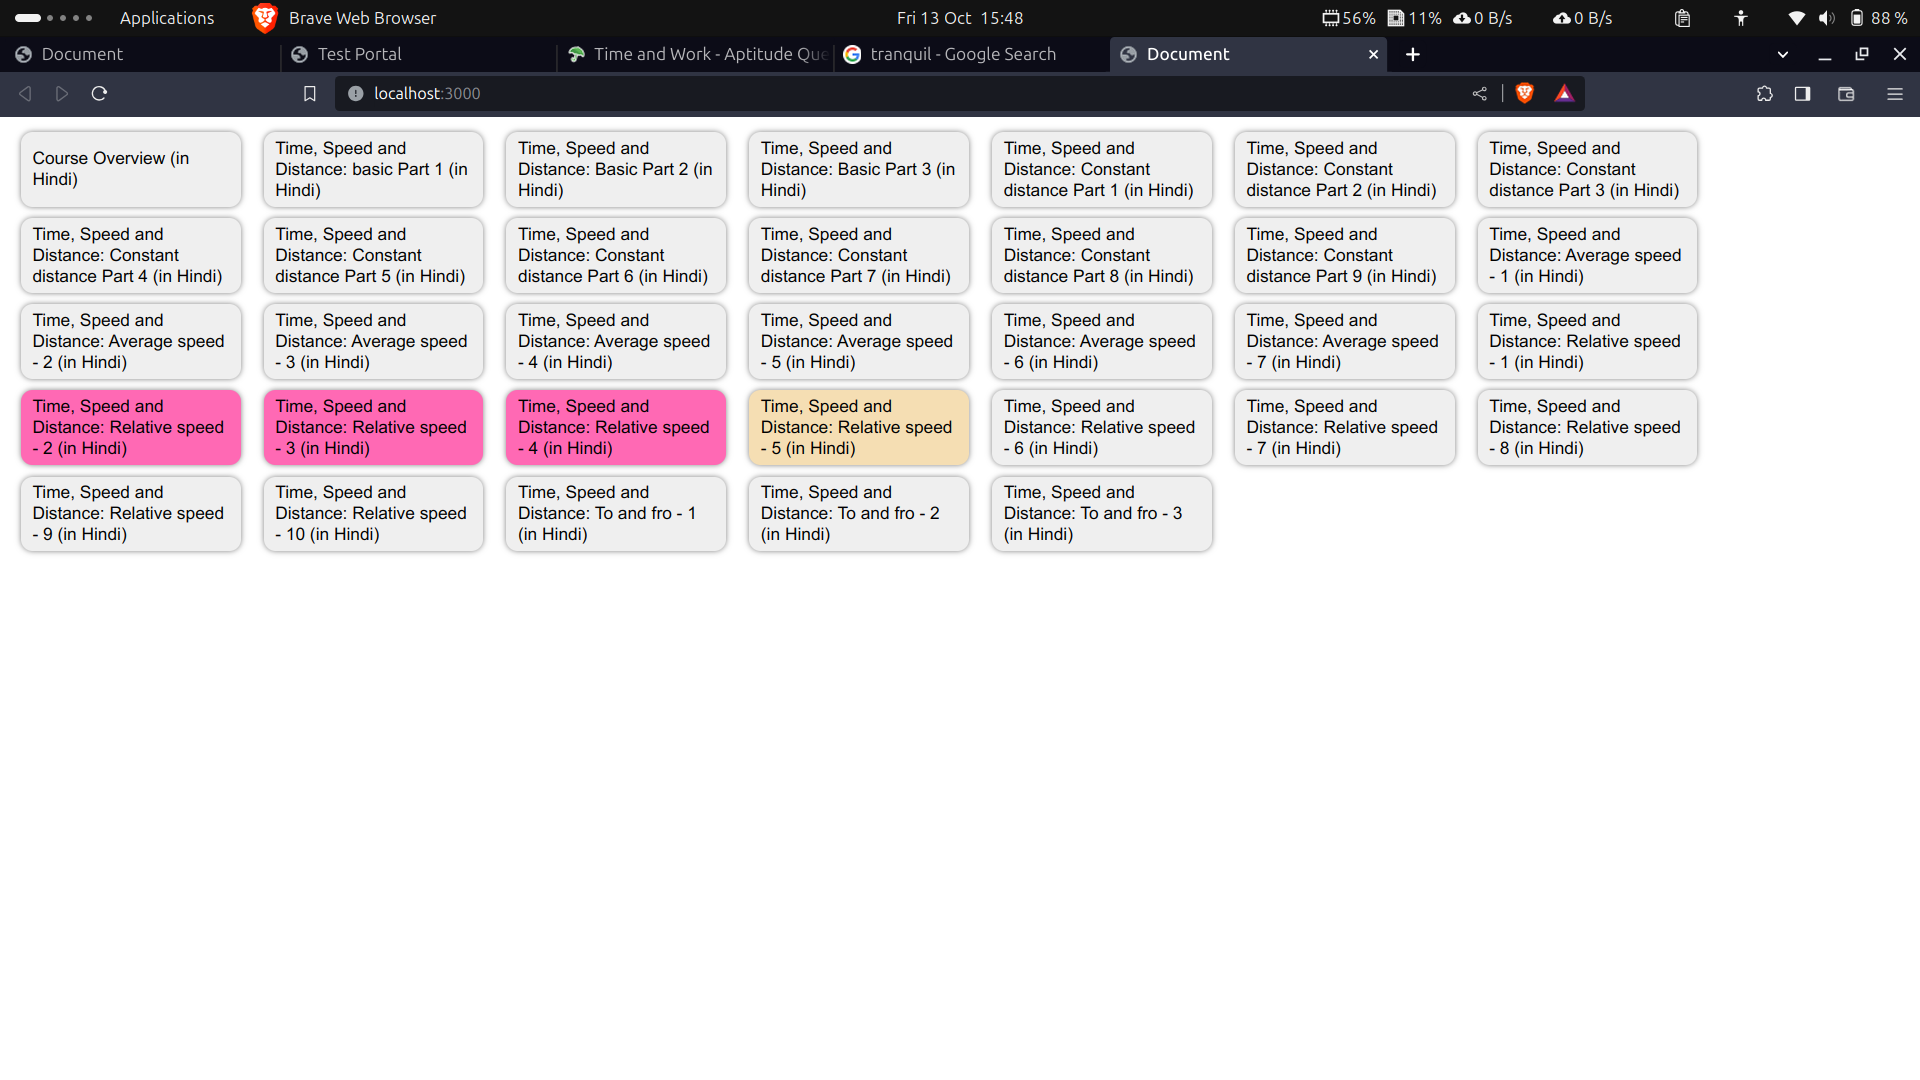 Applications Brave Web Browser Fri 13 Oct 15:48 56% 11% 0 B/s 0 B/s 88 %
Document Test Portal Time and Work - Aptitude Que tranquil - Google Search Document
localhost:3000
Course Overview (in
Hindi)
Time, Speed and
Distance: basic Part 1 (in
Hindi)
Time, Speed and
Distance: Basic Part 2 (in
Hindi)
Time, Speed and
Distance: Basic Part 3 (in
Hindi)
Time, Speed and
Distance: Constant
distance Part 1 (in Hindi)
Time, Speed and
Distance: Constant
distance Part 2 (in Hindi)
Time, Speed and
Distance: Constant
distance Part 3 (in Hindi)
Time, Speed and
Distance: Constant
distance Part 4 (in Hindi)
Time, Speed and
Distance: Constant
distance Part 5 (in Hindi)
Time, Speed and
Distance: Constant
distance Part 6 (in Hindi)
Time, Speed and
Distance: Constant
distance Part 7 (in Hindi)
Time, Speed and
Distance: Constant
distance Part 8 (in Hindi)
Time, Speed and
Distance: Constant
distance Part 9 (in Hindi)
Time, Speed and
Distance: Average speed
- 1 (in Hindi)
Time, Speed and
Distance: Average speed
- 2 (in Hindi)
Time, Speed and
Distance: Average speed
- 3 (in Hindi)
Time, Speed and
Distance: Average speed
- 4 (in Hindi)
Time, Speed and
Distance: Average speed
- 5 (in Hindi)
Time, Speed and
Distance: Average speed
- 6 (in Hindi)
Time, Speed and
Distance: Average speed
- 7 (in Hindi)
Time, Speed and
Distance: Relative speed
- 1 (in Hindi)
Time, Speed and
Distance: Relative speed
- 2 (in Hindi)
Time, Speed and
Distance: Relative speed
- 3 (in Hindi)
Time, Speed and
Distance: Relative speed
- 4 (in Hindi)
Time, Speed and
Distance: Relative speed
- 5 (in Hindi)
Time, Speed and
Distance: Relative speed
- 6 (in Hindi)
Time, Speed and
Distance: Relative speed
- 7 (in Hindi)
Time, Speed and
Distance: Relative speed
- 8 (in Hindi)
Time, Speed and
Distance: Relative speed
- 9 (in Hindi)
Time, Speed and
Distance: Relative speed
- 10 (in Hindi)
Time, Speed and
Distance: To and fro - 1
(in Hindi)
Time, Speed and
Distance: To and fro - 2
(in Hindi)
Time, Speed and
Distance: To and fro - 3
(in Hindi)